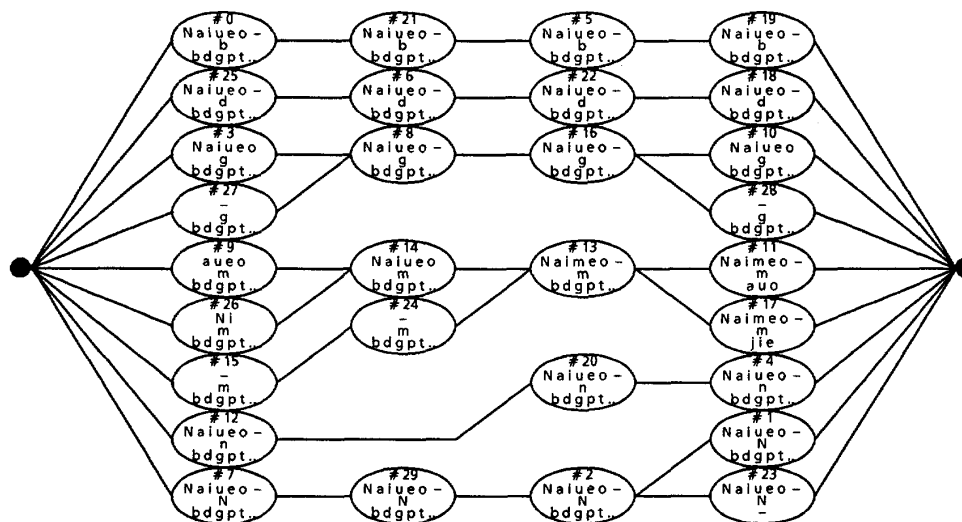 #0 #21 #5 #19
Naiueo- Naiueo- Naiueo- Naiueo-
b b b b
bdgpt.. bdgpt.. bdgpt.. bdgpt..
#25 #6 #22 #18
Naiueo- Naiueo- Naiueo- Naiueo-
d d d d
bdgpt.. bdgpt.. bdgpt.. bdgpt..
#3 #8 #16 #10
Naiueo Naiueo- Naiueo- Naiueo
g g g g
bdgpt.. bdgpt.. bdgpt.. bdgpt..
#27 #28
- -
g g
bdgpt.. bdgpt..
#9 #14 #13 #11
aueo Naiueo Naimeo- Naimeo-
m m m m
bdgpt.. bdgpt.. bdgpt.. auo
#26 #24 #17
Ni - Naimeo-
m m m
bdgpt.. bdgpt.. jie
#15 #20 #4
- Naiueo- Naiueo-
m n n
bdgpt.. bdgpt.. bdgpt..
#12 #1
Naiueo- Naiueo-
n N
bdgpt.. bdgpt..
#7 #29 #2 #23
Naiueo- Naiueo- Naiueo- Naiueo-
N N N N
bdgpt.. bdgpt.. bdgpt.. -